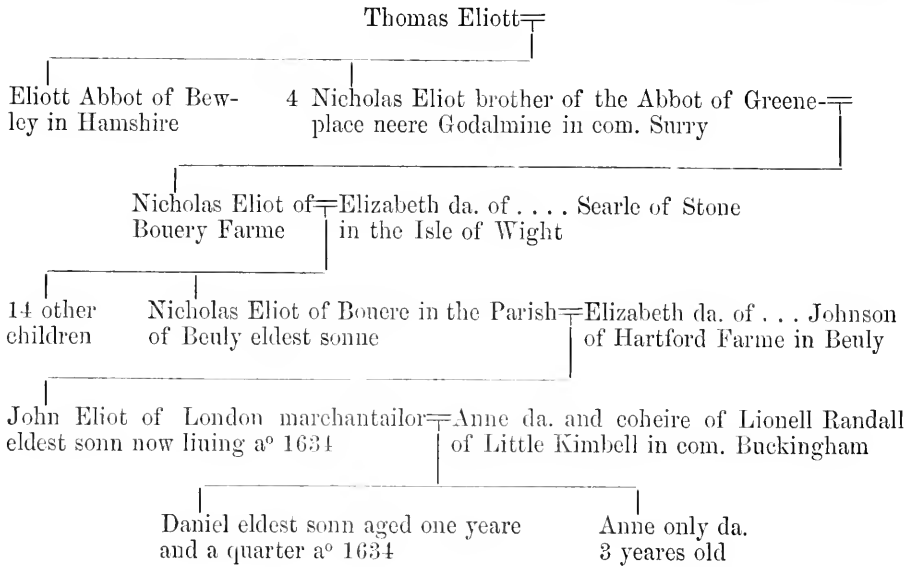 Thomas Eliott
Eliott Abbot of Bew-
ley in Hamshire
4 Nicholas Eliot brother of the Abbot of Greene-
place neere Godalmine in com. Surry
Nicholas Eliot of
Bouery Farme
Elizabeth da. of . . . . Searle of Stone
in the Isle of Wight
14 other
children
Nicholas Eliot of Bouere in the Parish
of Beuly eldest sonne
Elizabeth da. of . . . Johnson
of Hartford Farme in Beuly
John Eliot of London marchantailor
eldest sonn now liuing aº 1634
Anne da. and coheire of Lionell Randall
of Little Kimbell in com. Buckingham
Daniel eldest sonn aged one yeare
and a quarter aº 1634
Anne only da.
3 yeares old